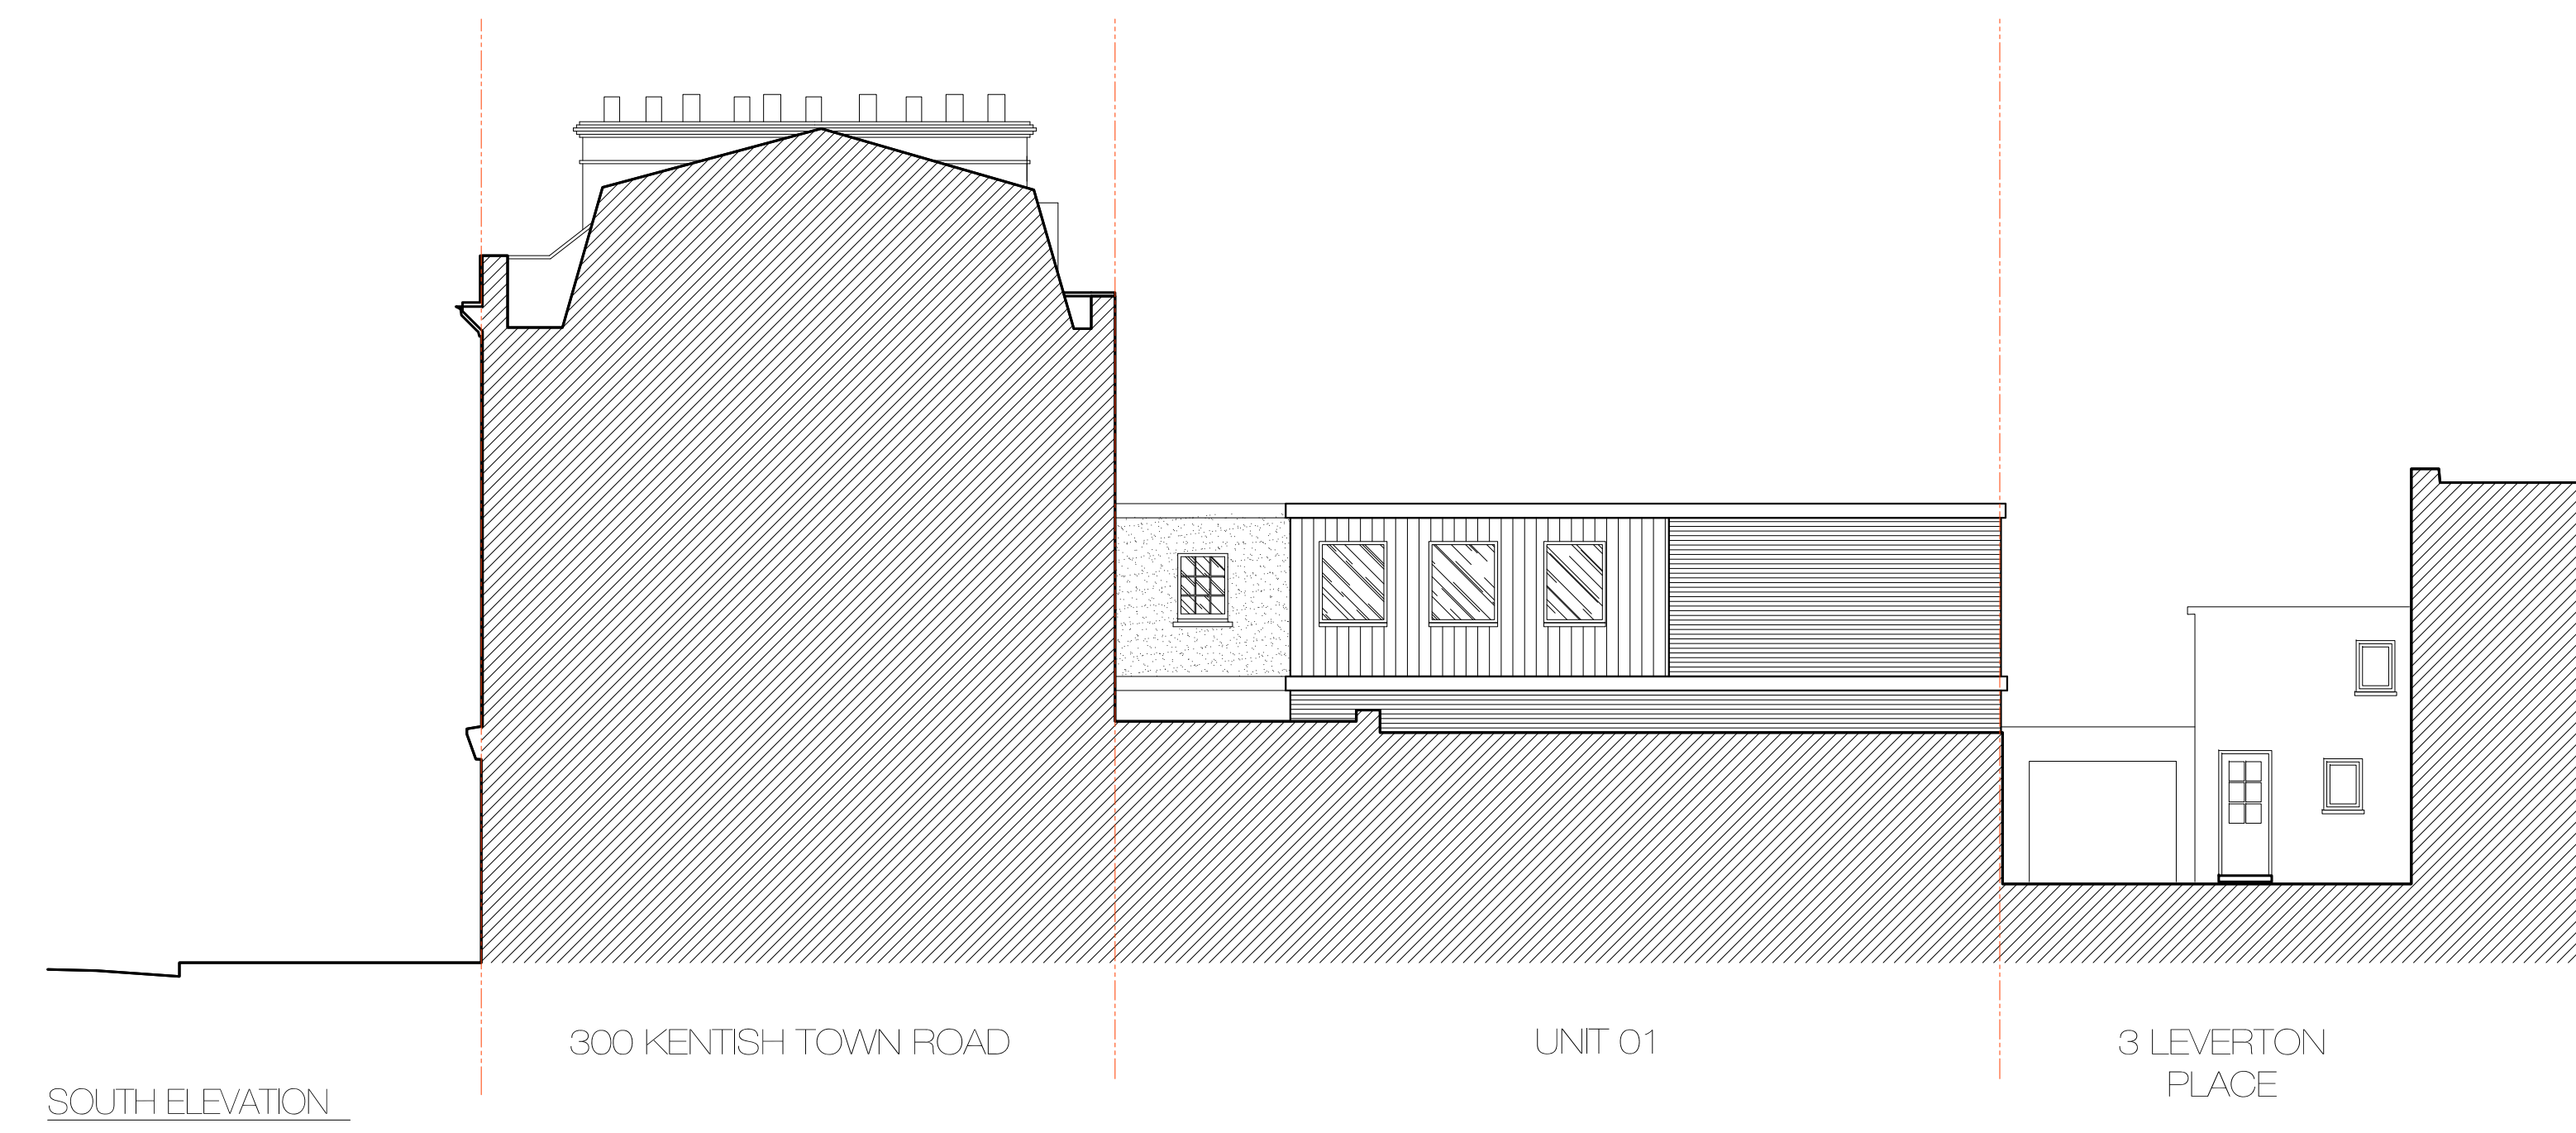 300 KENTISH TOWN ROAD
UNIT 01
3 LEVERTON
PLACE
SOUTH ELEVATION